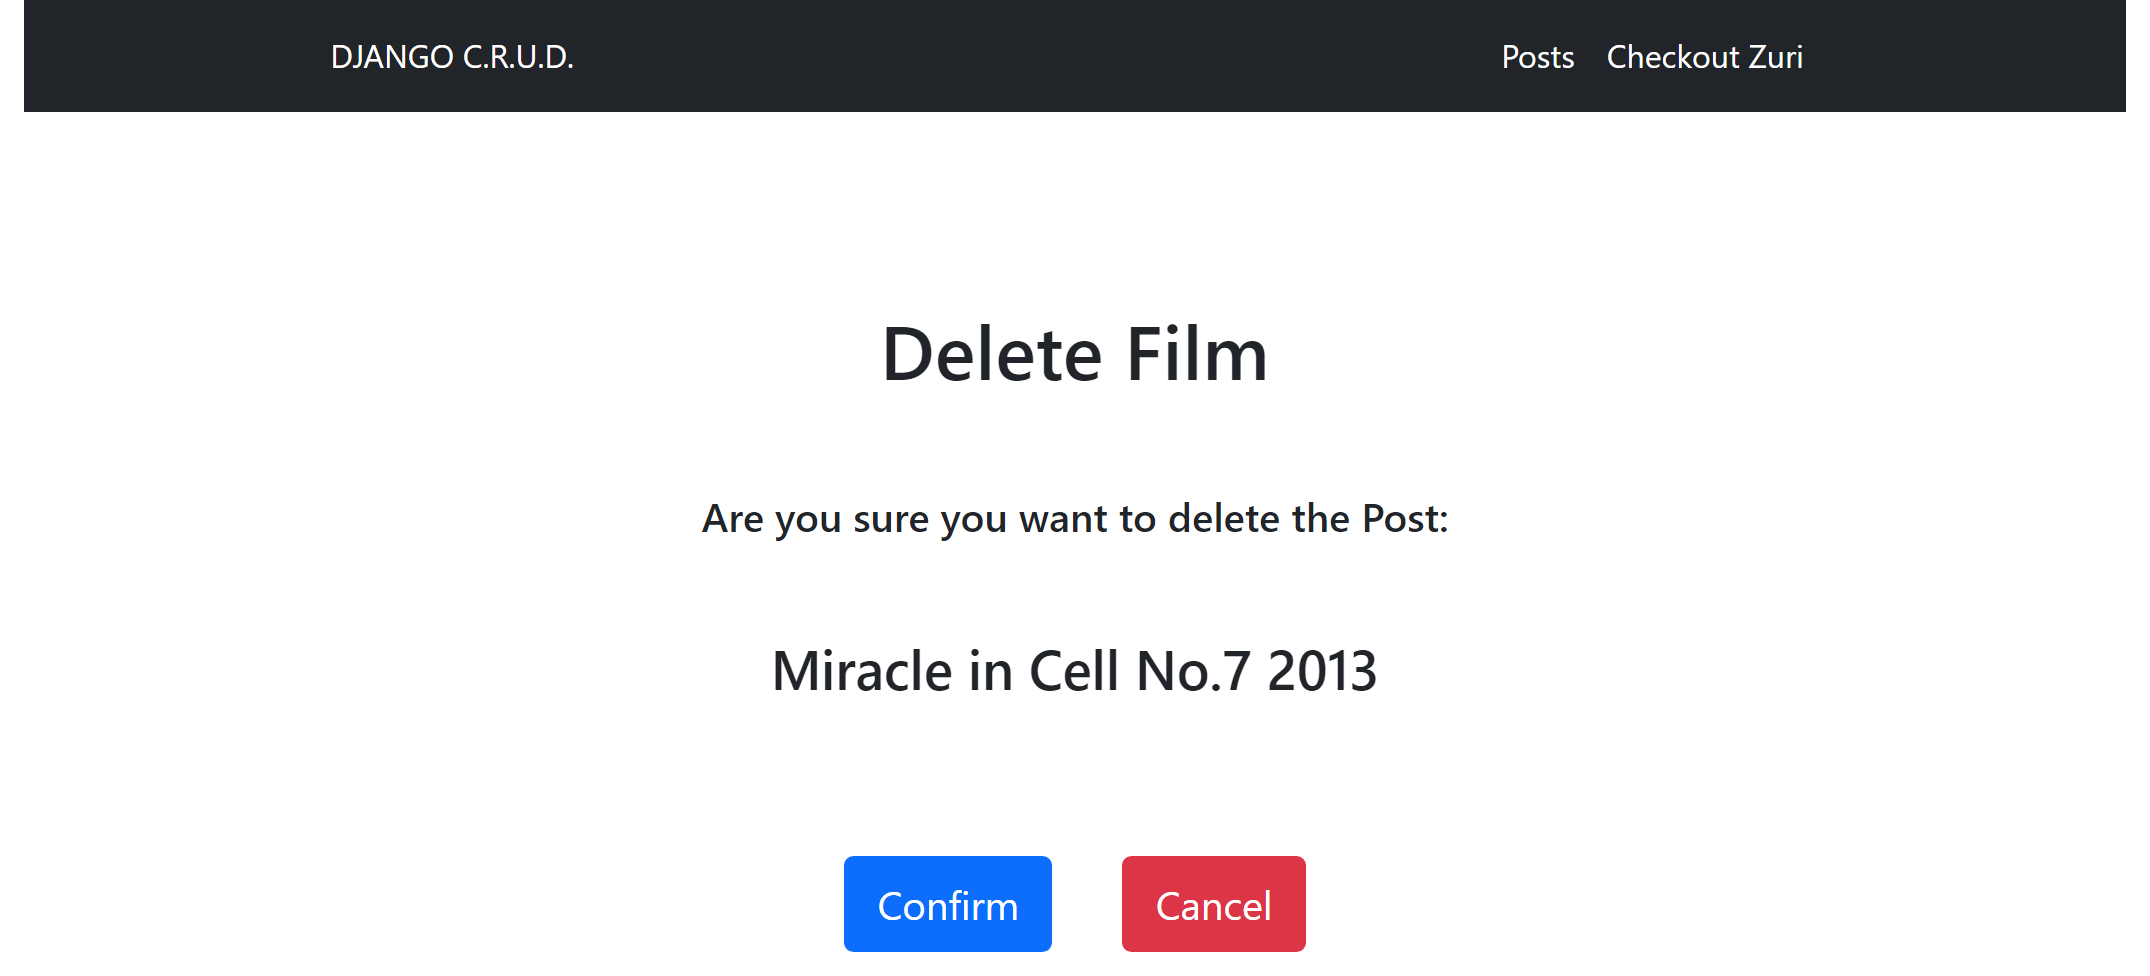 DJANGO C.R.U.D. Posts Checkout Zuri
Delete Film
Are you sure you want to delete the Post:
Miracle in Cell No.7 2013
Confirm Cancel